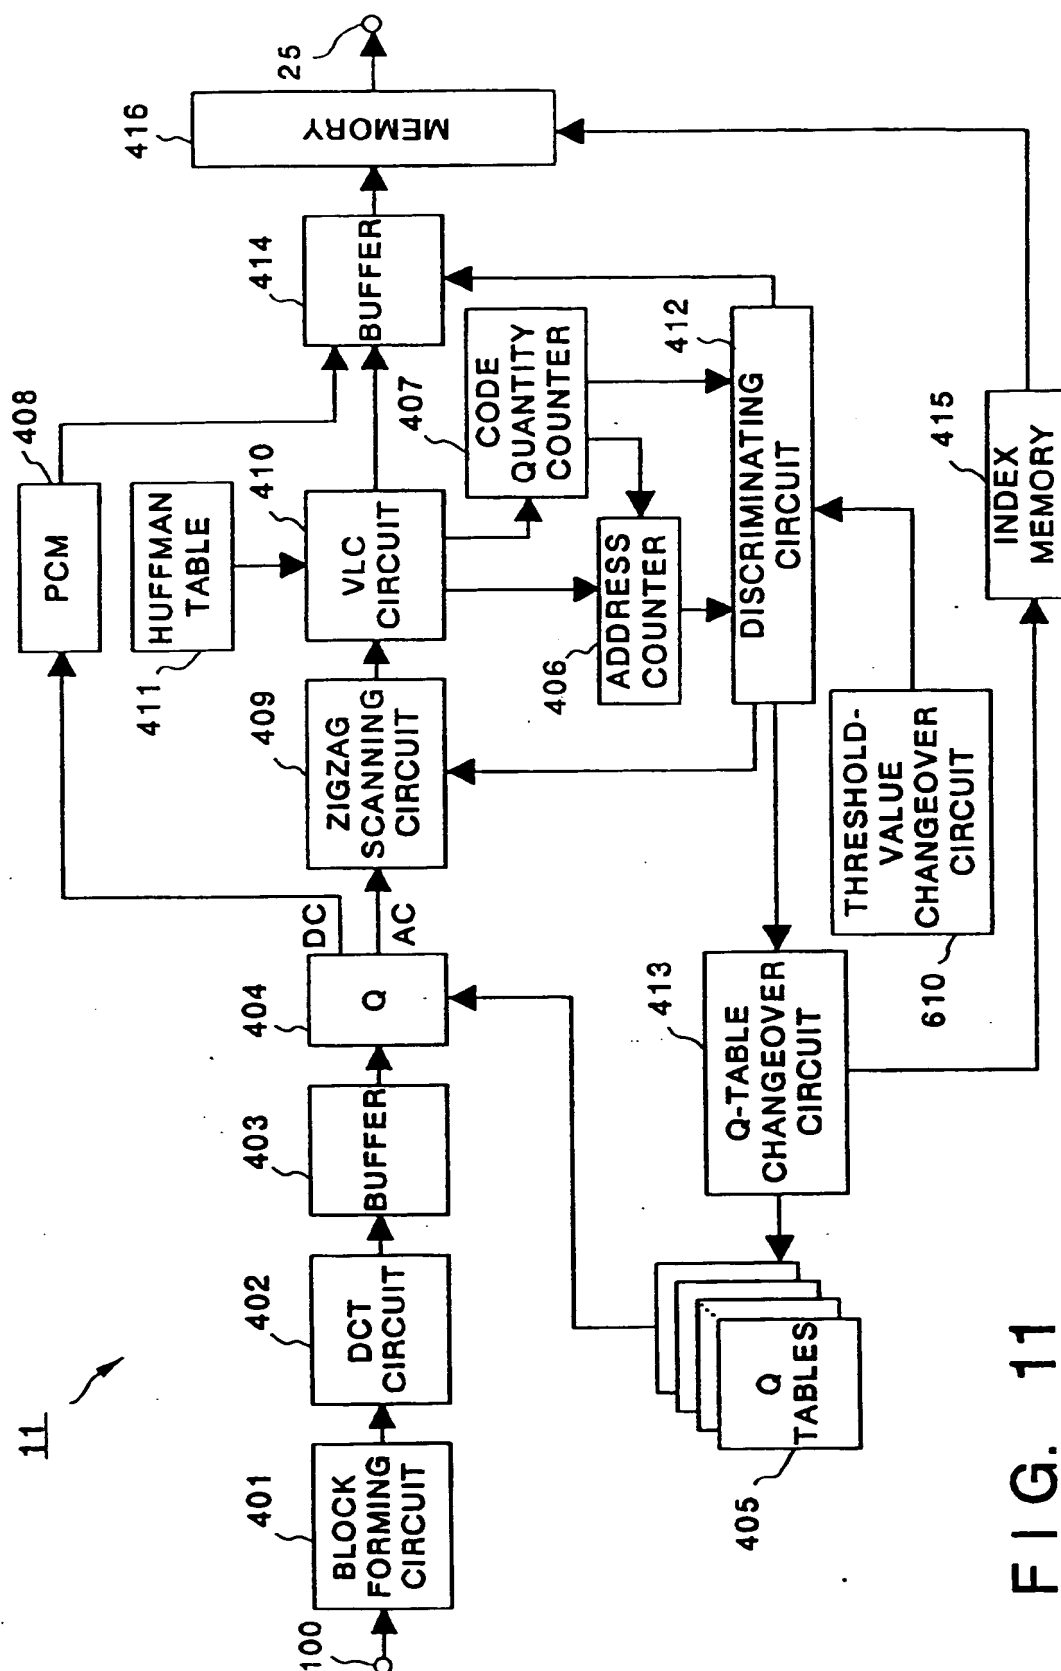 11
100
401
BLOCK
FORMING
CIRCUIT
402
DCT
CIRCUIT
403
BUFFER
404
Q
DC
AC
408
PCM
HUFFMAN
TABLE
411
409
ZIGZAG
SCANNING
CIRCUIT
410
VLC
CIRCUIT
414
BUFFER
416
MEMORY
25
407
CODE
QUANTITY
COUNTER
406
ADDRESS
COUNTER
412
DISCRIMINATING
CIRCUIT
405
Q
TABLES
413
Q-TABLE
CHANGEOVER
CIRCUIT
THRESHOLD-
VALUE
CHANGEOVER
CIRCUIT
610
415
INDEX
MEMORY
FIG. 11